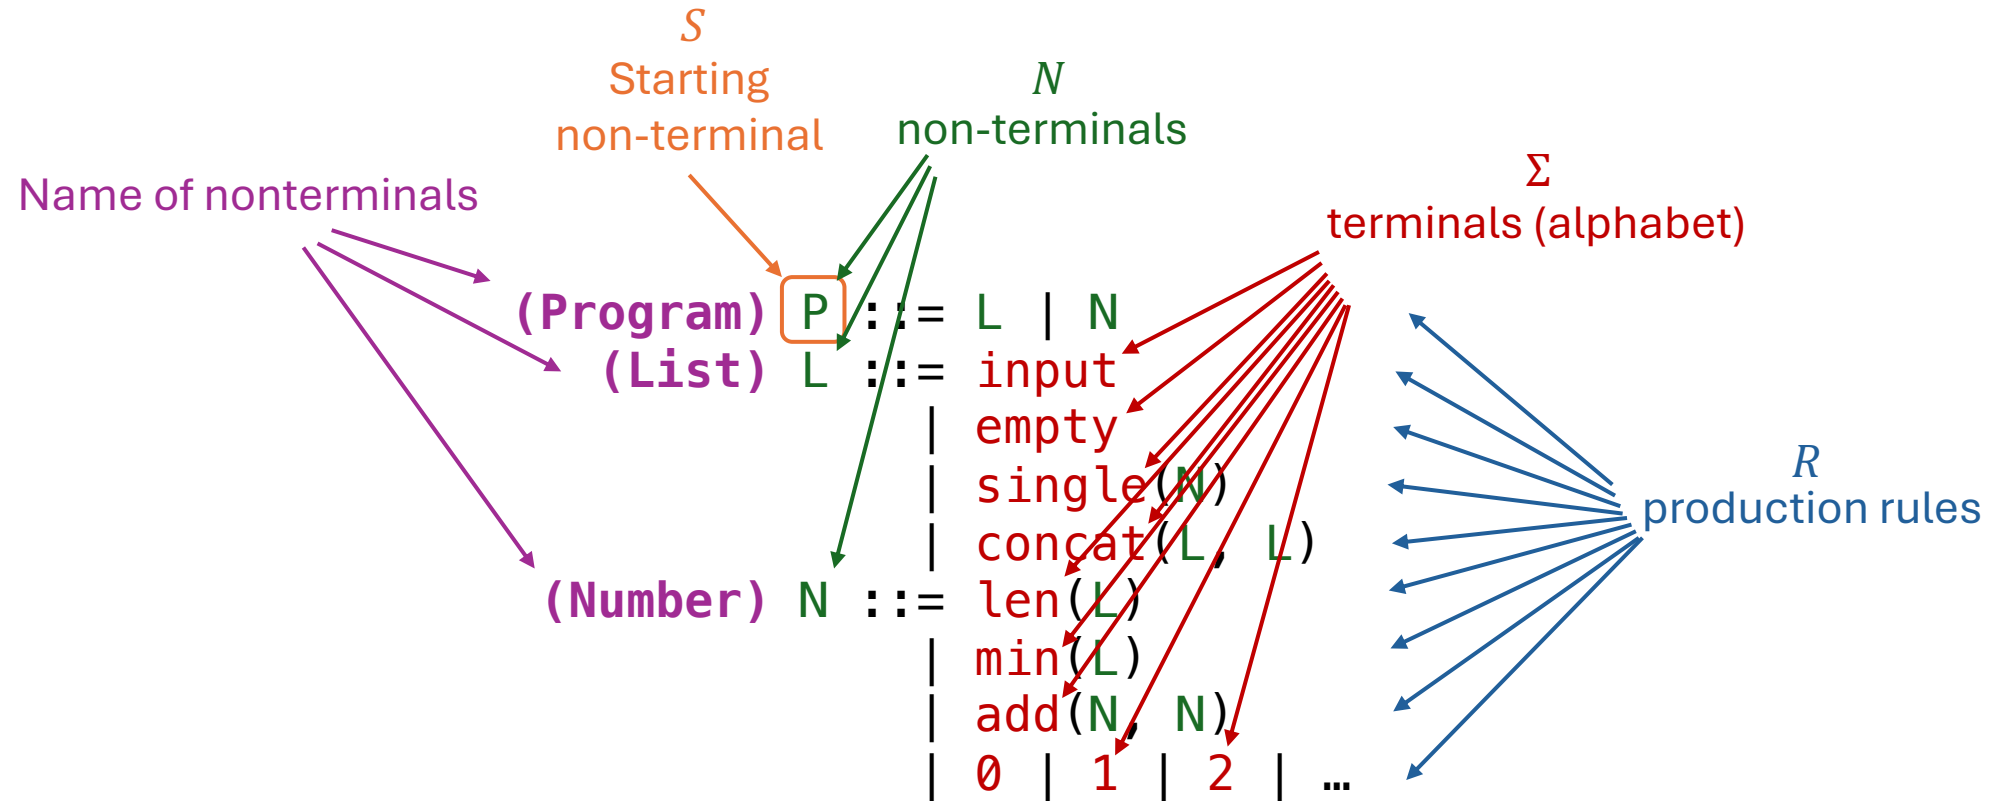 S
Starting
non-terminal
N
non-terminals
Name of nonterminals
Σ
terminals (alphabet)
(Program) P ::= L | N
(List) L ::= input
| empty
| single(N)
| concat(L, L)
(Number) N ::= len(L)
| min(L)
| add(N, N)
| 0 | 1 | 2 | …
R
production rules